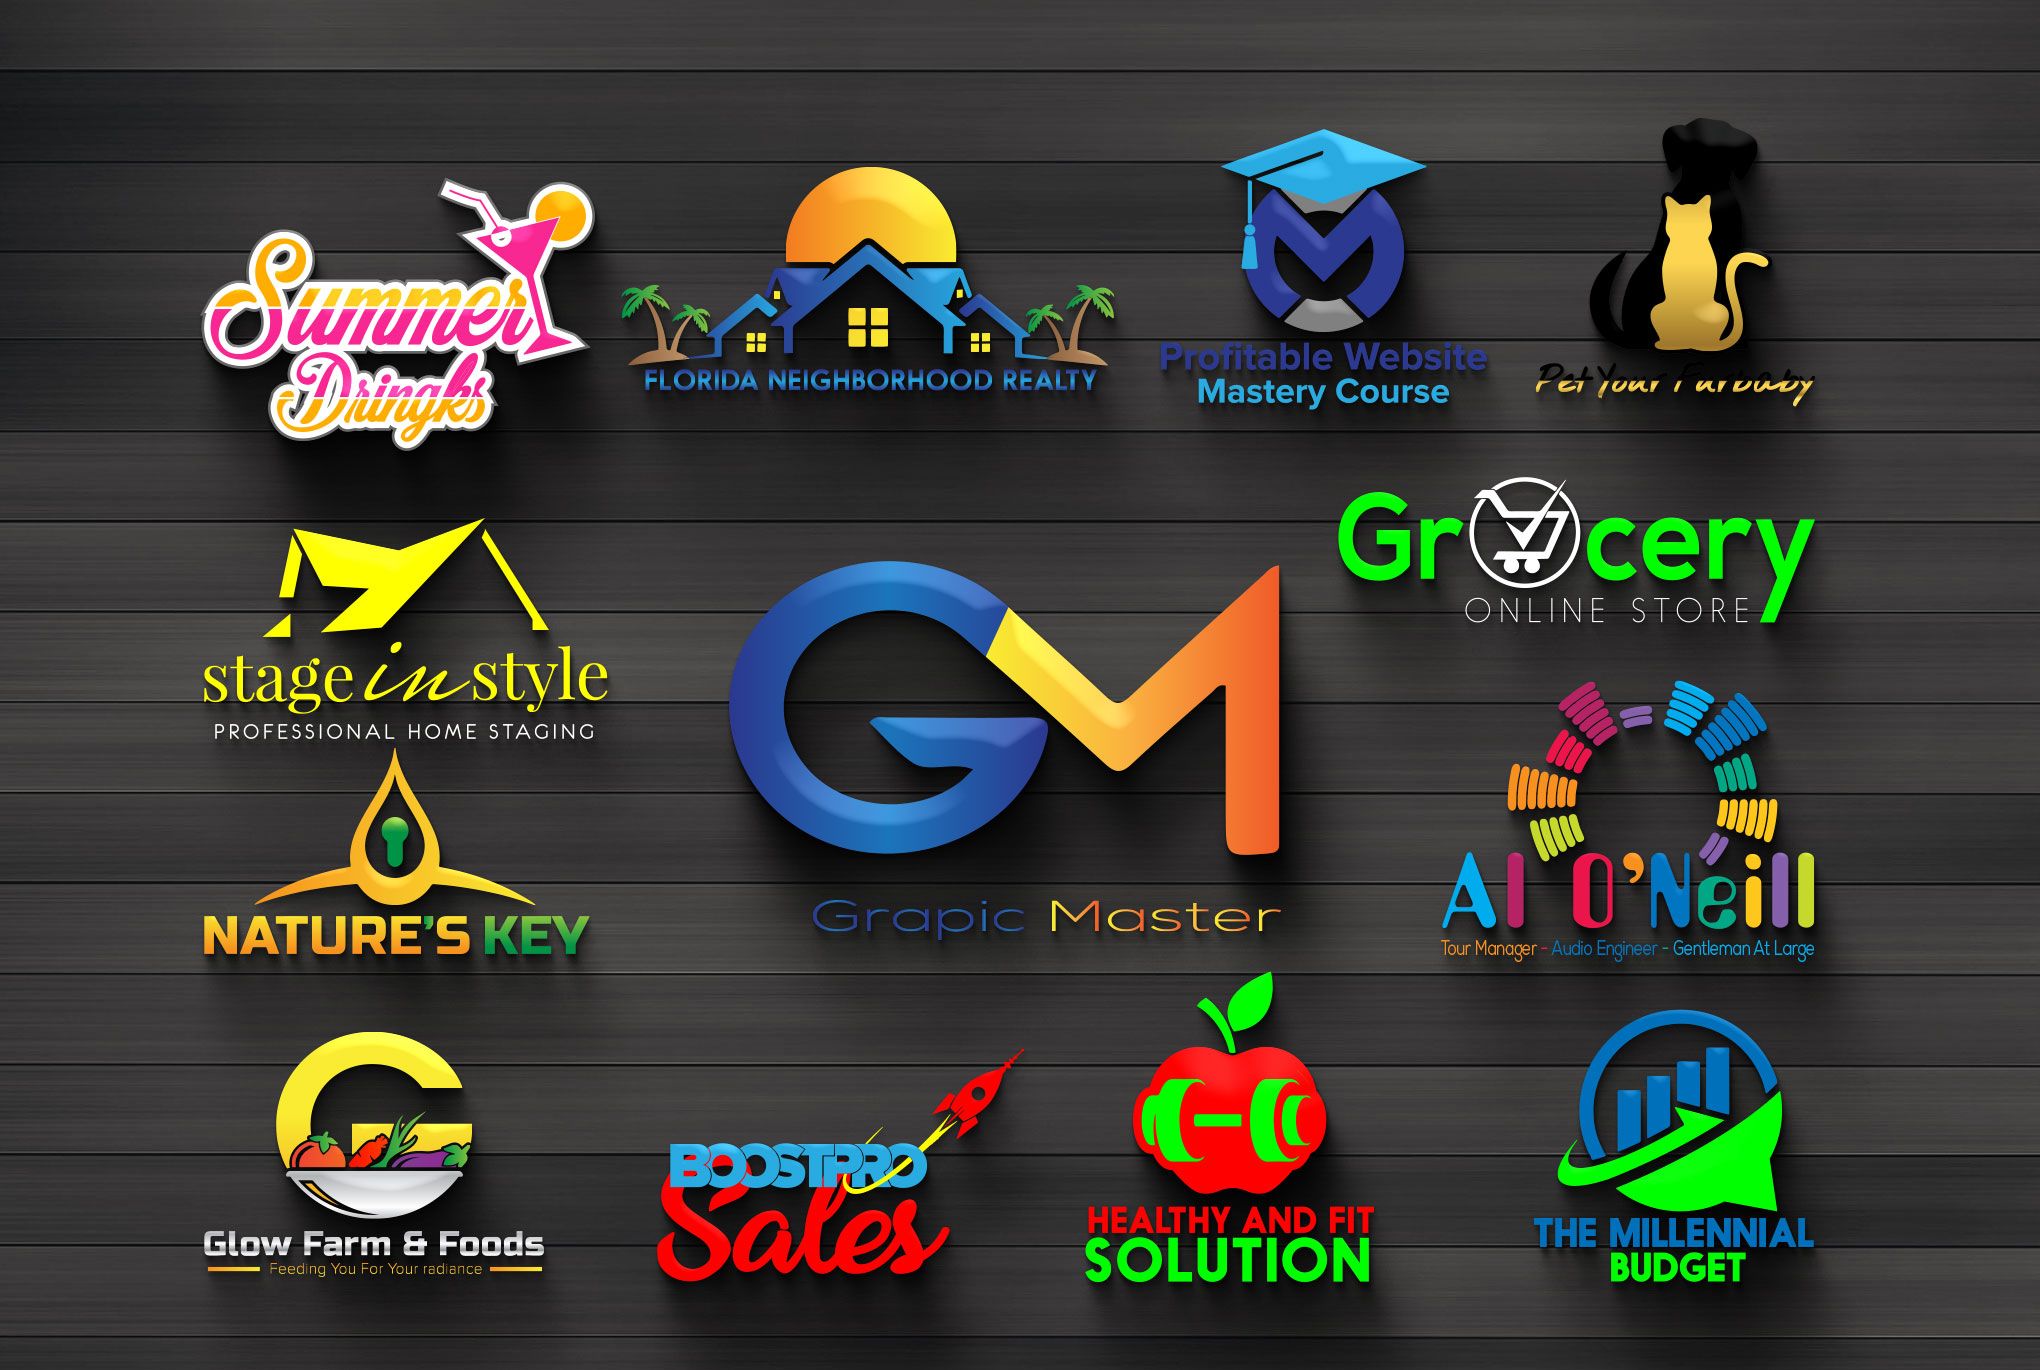 Summer
Dringks
FLORIDA NEIGHBORHOOD REALTY
Profitable Website
Mastery Course
Pet Your Furbaby
Grocery
ONLINE STORE
stage in style
PROFESSIONAL HOME STAGING
GM
Grapic Master
Al O'Neill
Tour Manager - Audio Engineer - Gentleman At Large
NATURE'S KEY
G
Glow Farm & Foods
Feeding You For Your radiance
BOOSTPRO
Sales
HEALTHY AND FIT
SOLUTION
THE MILLENNIAL
BUDGET